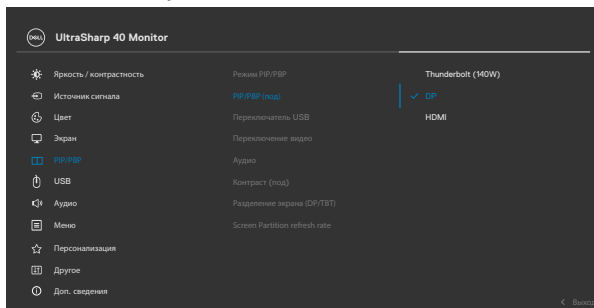 DELL UltraSharp 40 Monitor
Яркость / контрастность Режим PIP/PBP Thunderbolt (140W)
Источник сигнала PIP/PBP (под) DP
Цвет Переключатель USB HDMI
Экран Переключение видео
PIP/PBP Аудио
USB Контраст (под)
Аудио Разделение экрана (DP/TBT)
Меню Screen Partition refresh rate
Персонализация
Другое
Доп. сведения
Выход